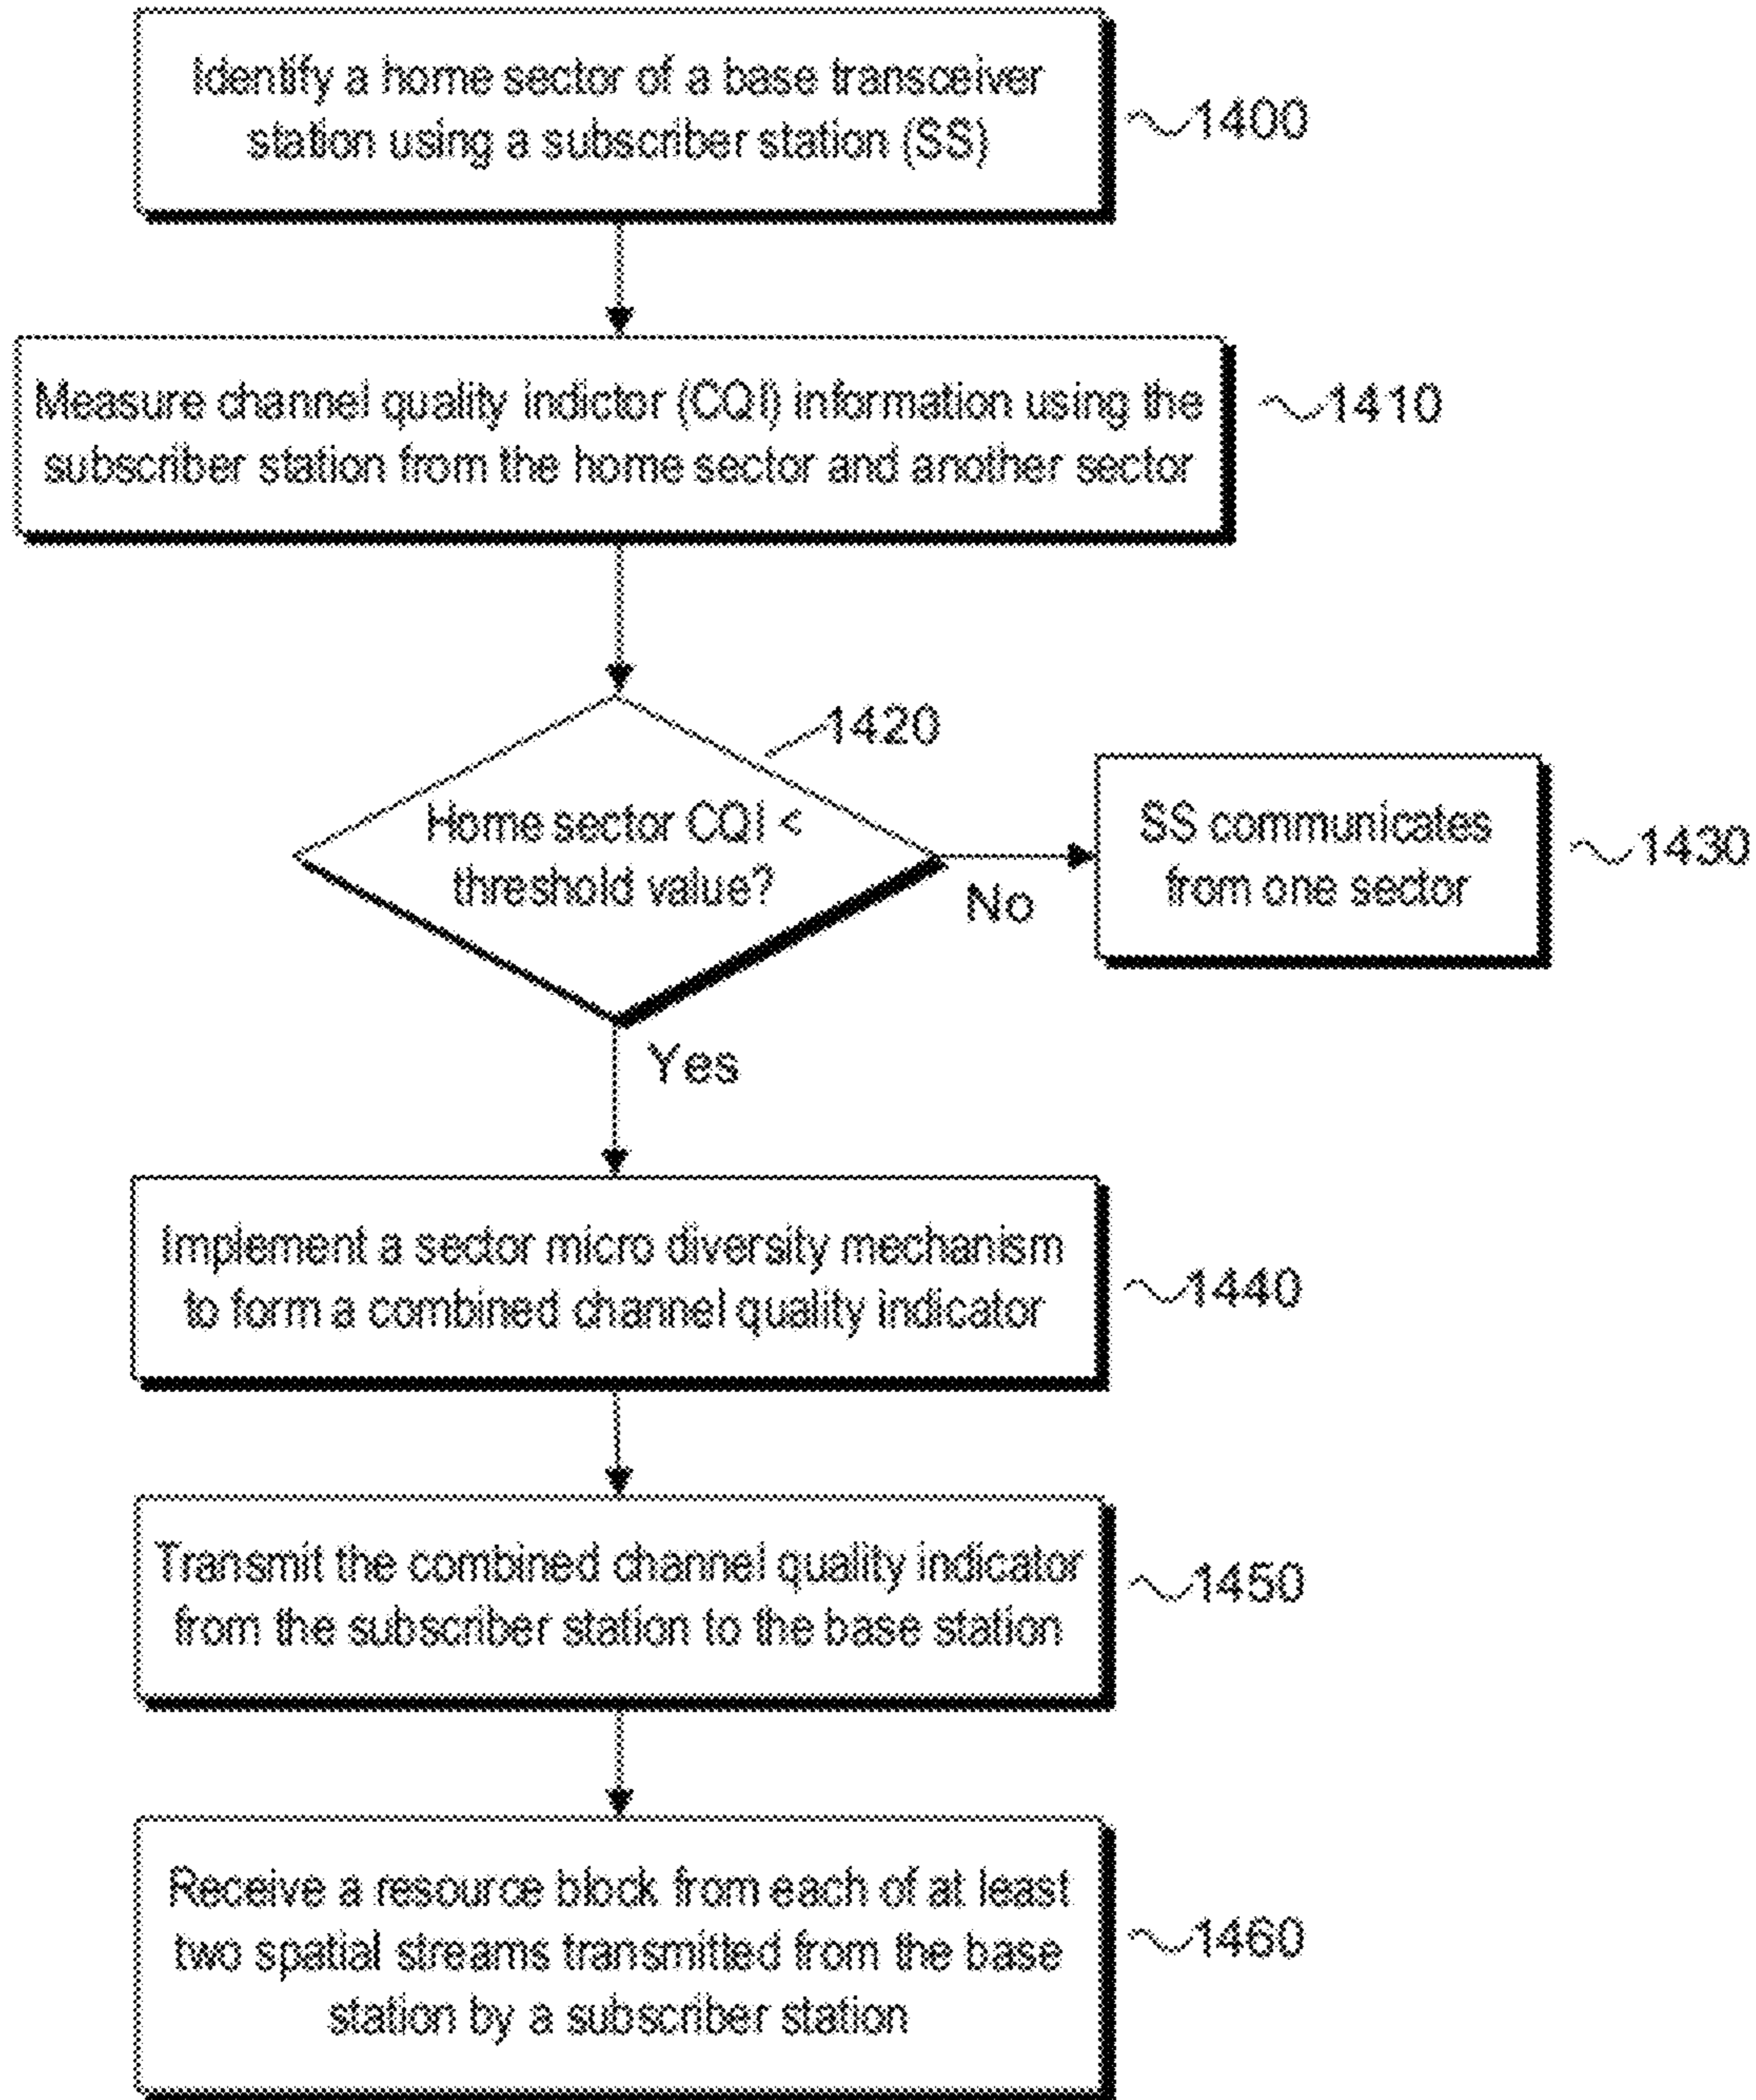 Identify a home sector of a base transceiver
station using a subscriber station (SS)
1400
Measure channel quality indictor (CQI) information using the
subscriber station from the home sector and another sector
1410
1420
Home sector CQI <
threshold value?
No
SS communicates
from one sector
1430
Yes
Implement a sector micro diversity mechanism
to form a combined channel quality indicator
1440
Transmit the combined channel quality indicator
from the subscriber station to the base station
1450
Receive a resource block from each of at least
two spatial streams transmitted from the base
station by a subscriber station
1460